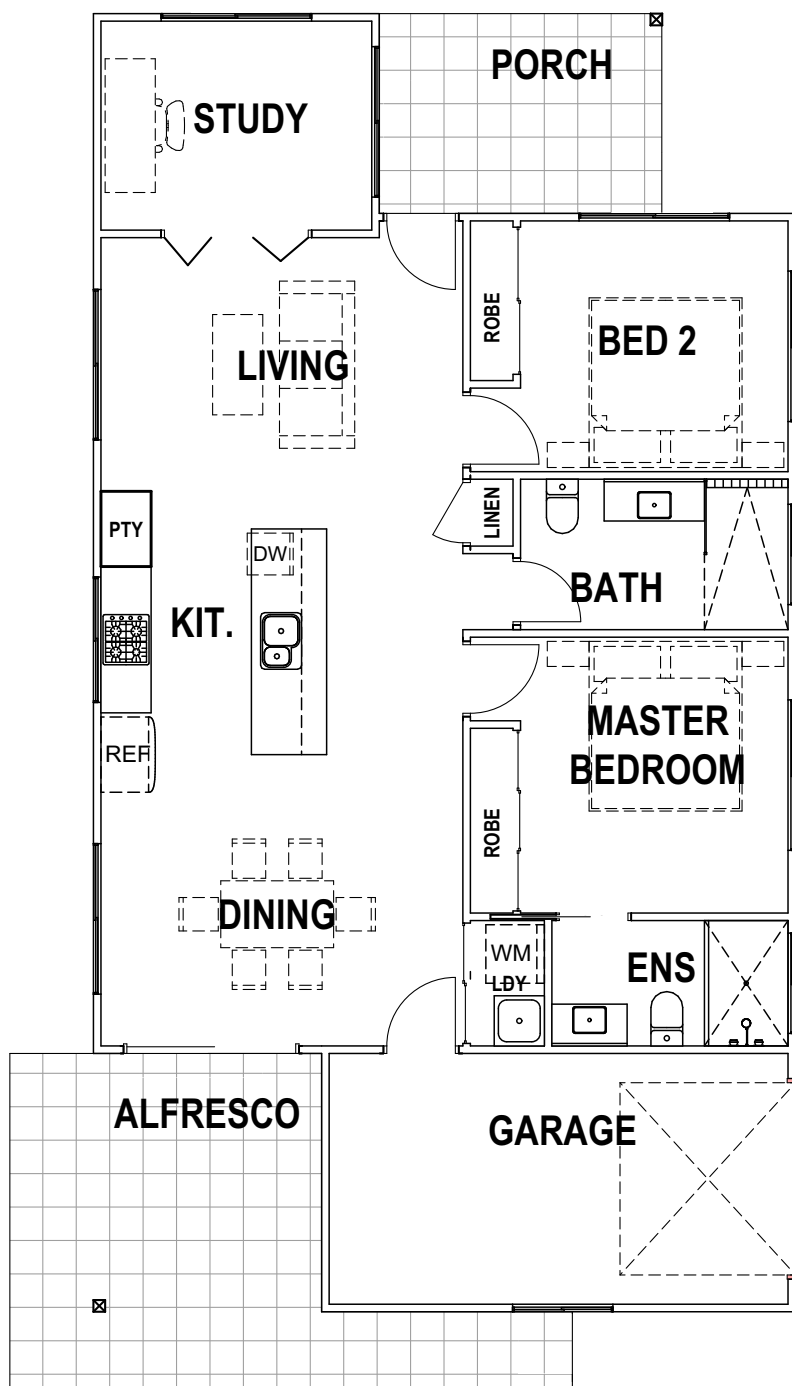 PORCH
STUDY
ROBE
BED 2
LIVING
LINEN
PTY
DW
BATH
KIT.
MASTER
BEDROOM
REF
ROBE
DINING
WM
LDY
ENS
ALFRESCO
GARAGE